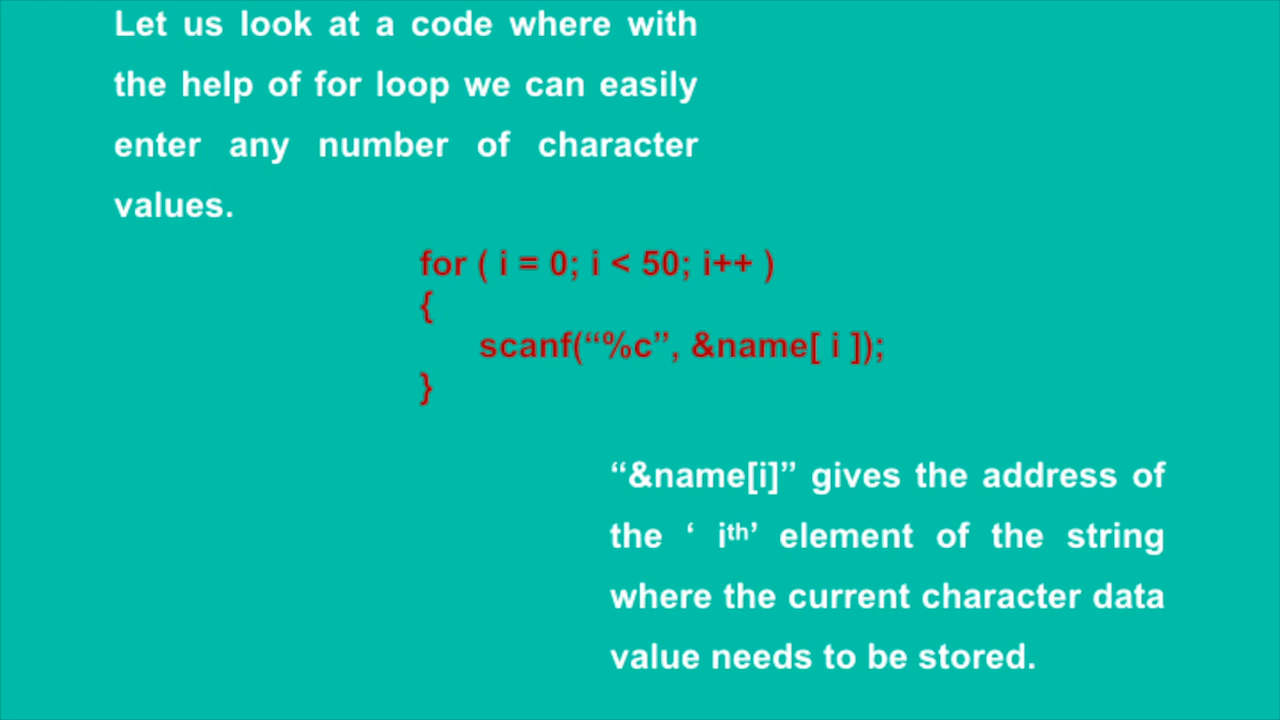 Let us look at a code where with
the help of for loop we can easily
enter any number of character
values.
for ( i = 0; i < 50; i++ )
{
scanf(“%c”, &name[ i ]);
}
“&name[i]” gives the address of
the ‘ iᵗʰ’ element of the string
where the current character data
value needs to be stored.